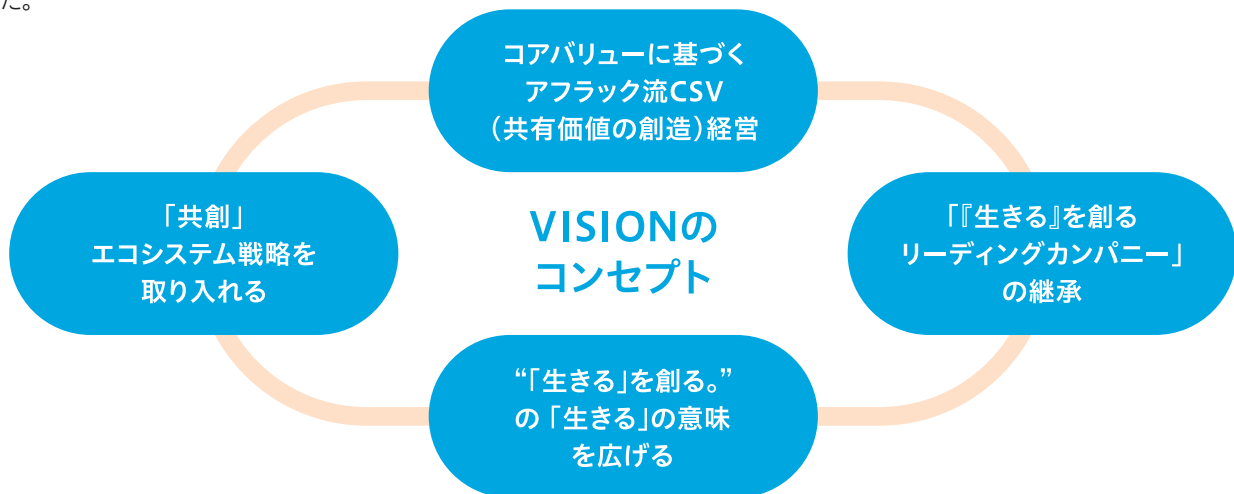 た。
コアバリューに基づく
アフラック流CSV
(共有価値の創造)経営
「共創」
エコシステム戦略を
取り入れる
VISIONの
コンセプト
「『生きる』を創る
リーディングカンパニー」
の継承
“「生きる」を創る。”
の「生きる」の意味
を広げる